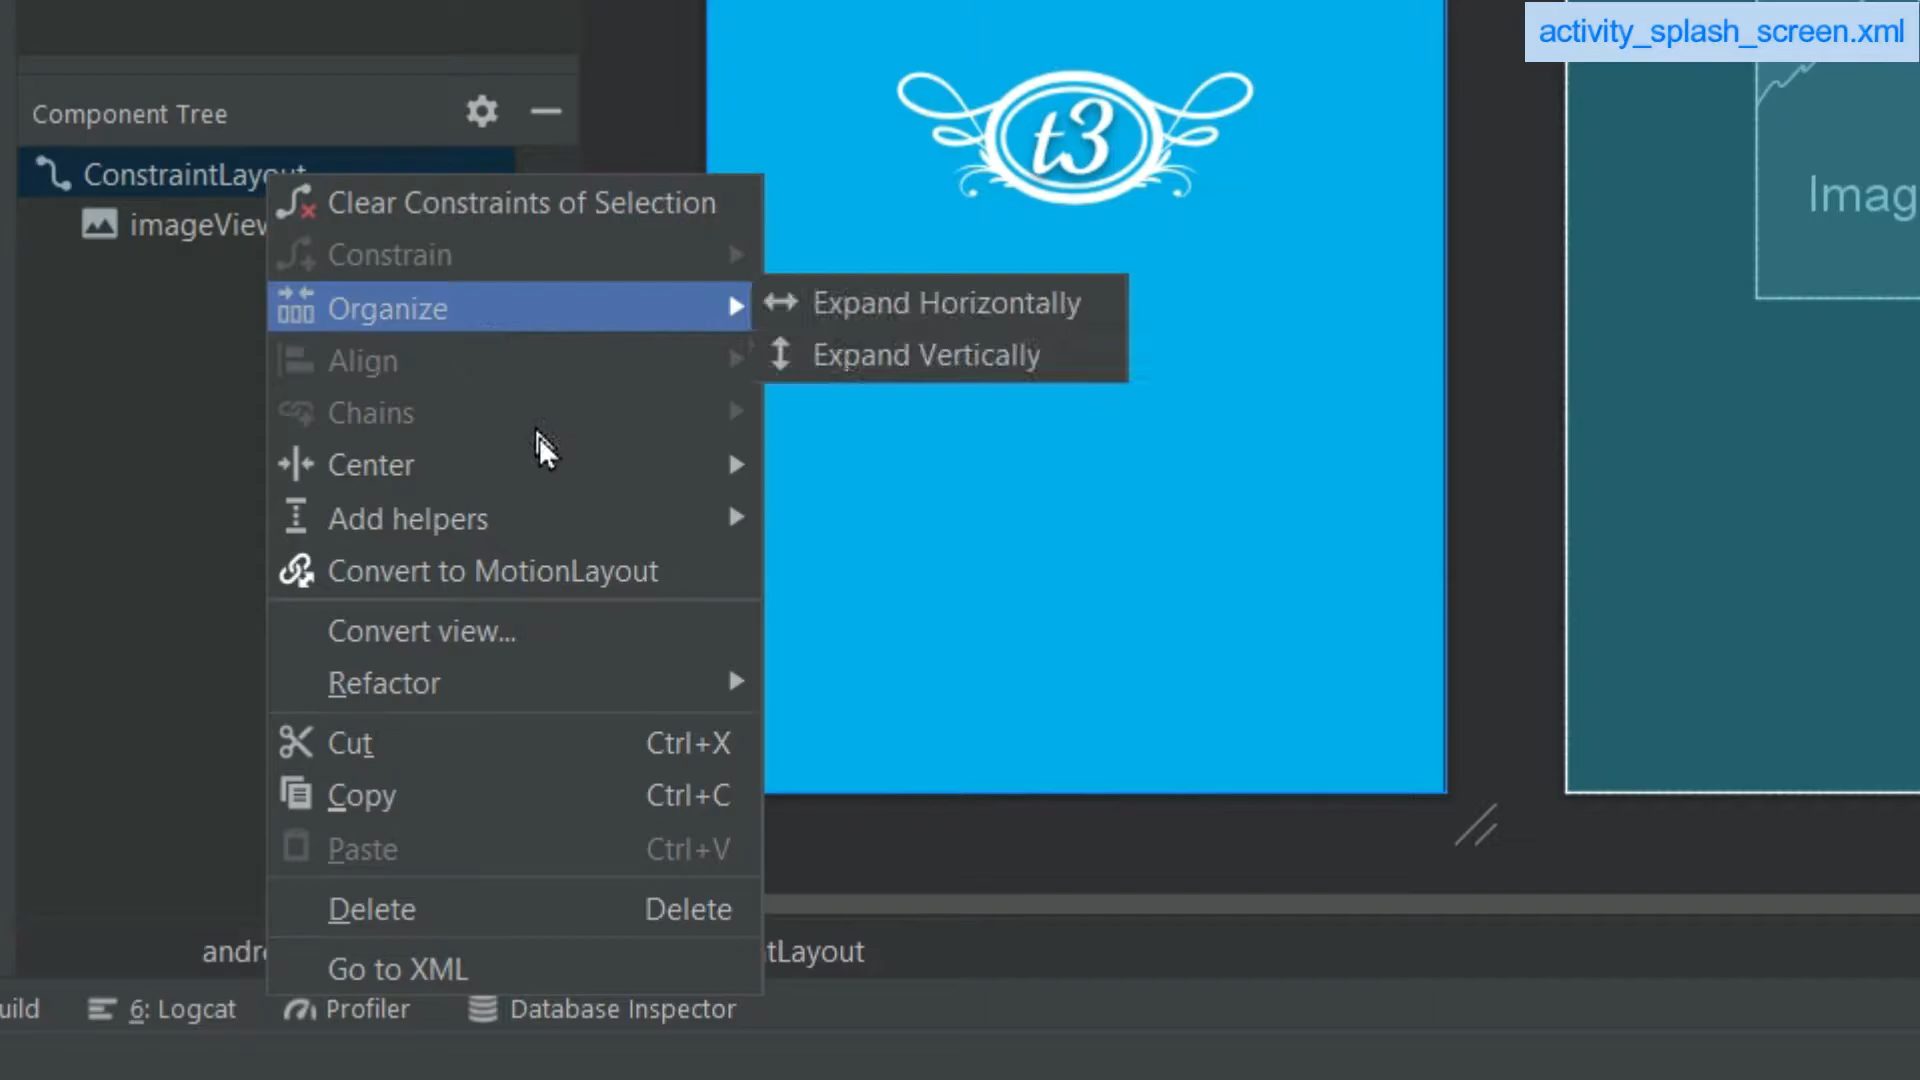 activity_splash_screen.xml
Component Tree
ConstraintLayout
imageView
t3
Imag
Clear Constraints of Selection
Constrain
Organize
Expand Horizontally
Expand Vertically
Align
Chains
Center
Add helpers
Convert to MotionLayout
Convert view...
Refactor
Cut Ctrl+X
Copy Ctrl+C
Paste Ctrl+V
Delete Delete
Go to XML
andro tLayout
uild 6: Logcat Profiler Database Inspector